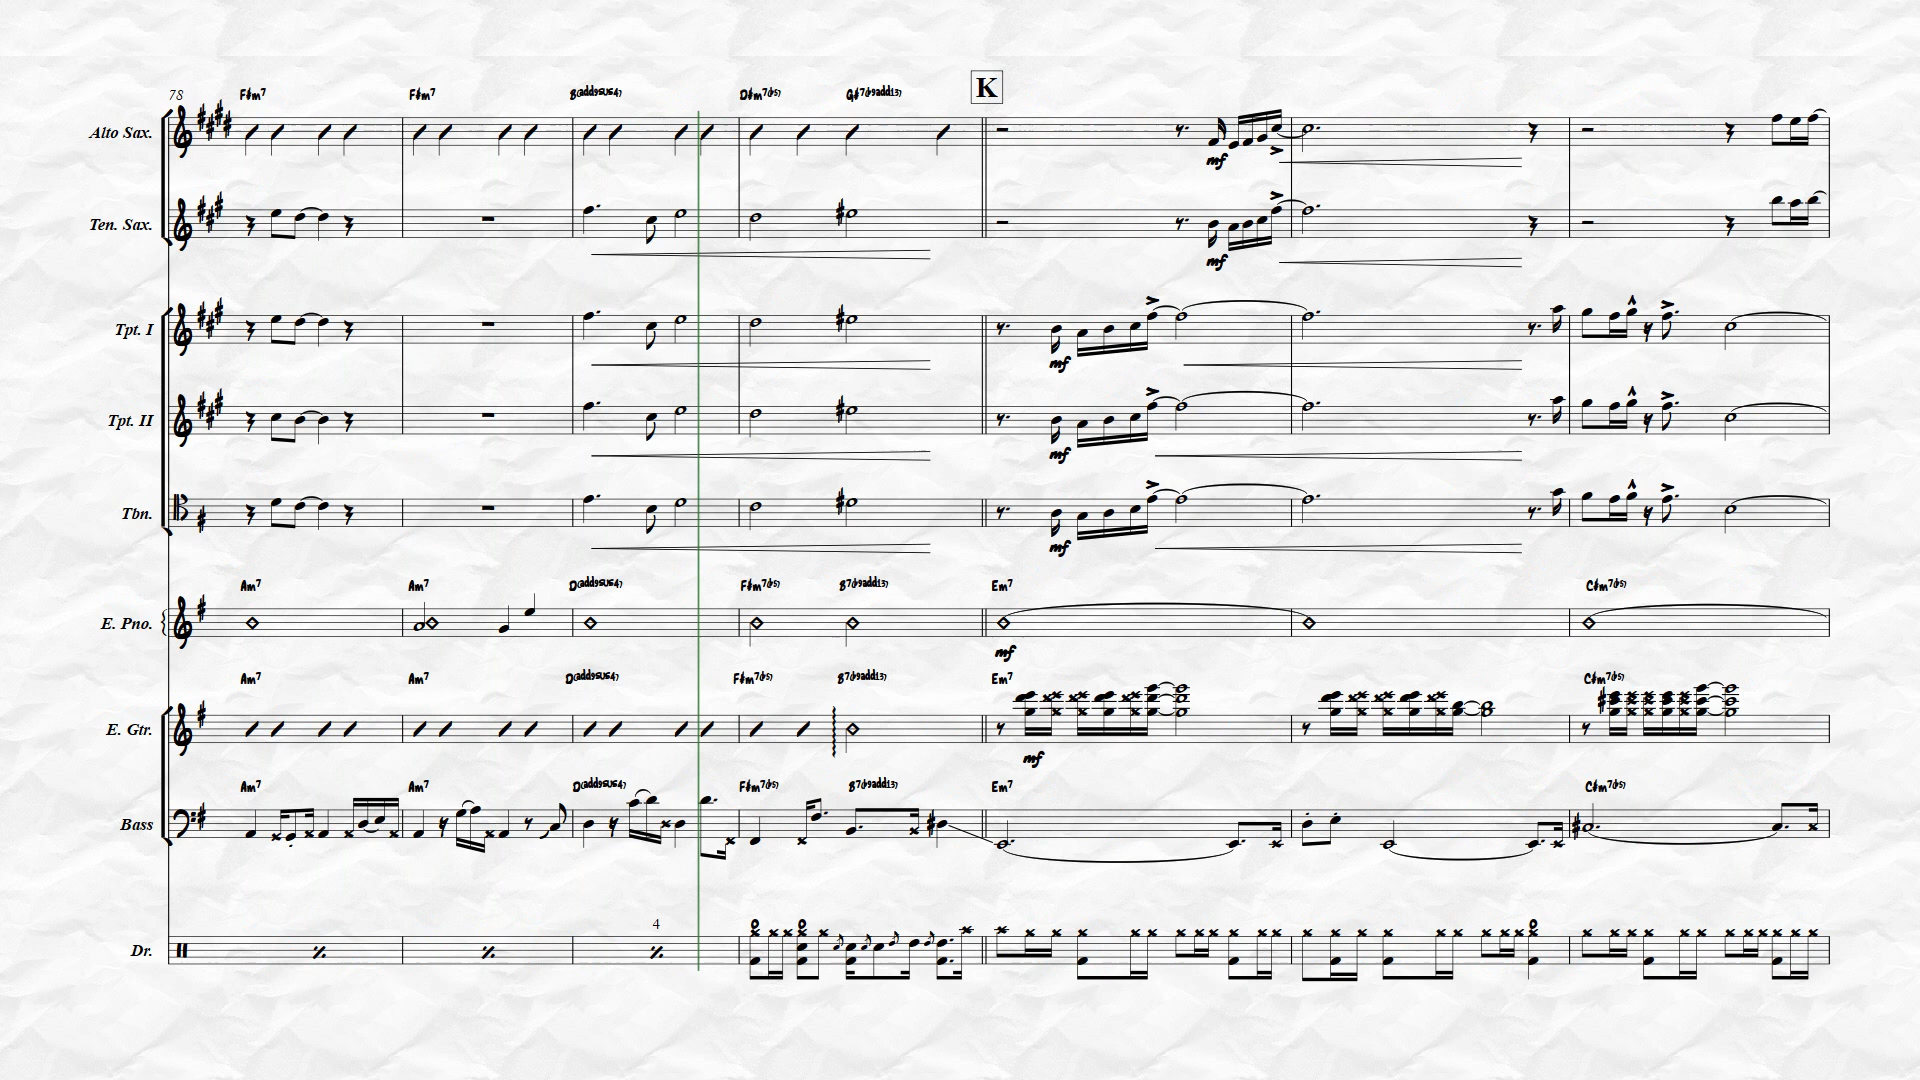 K
78 F♯m7 F♯m7 B(add9sus4) D♯m7(♭5) G♯7(♭9add13)
Alto Sax.
mf
Ten. Sax.
mf
Tpt. I
mf
Tpt. II
mf
Tbn.
mf
Am7 Am7 D(add9sus4) F♯m7(♭5) B7(♭9add13) Em7 C♯m7(♭5)
E. Pno.
mf
Am7 Am7 D(add9sus4) F♯m7(♭5) B7(♭9add13) Em7 C♯m7(♭5)
E. Gtr.
mf
Am7 Am7 D(add9sus4) F♯m7(♭5) B7(♭9add13) Em7 C♯m7(♭5)
Bass
4
Dr.